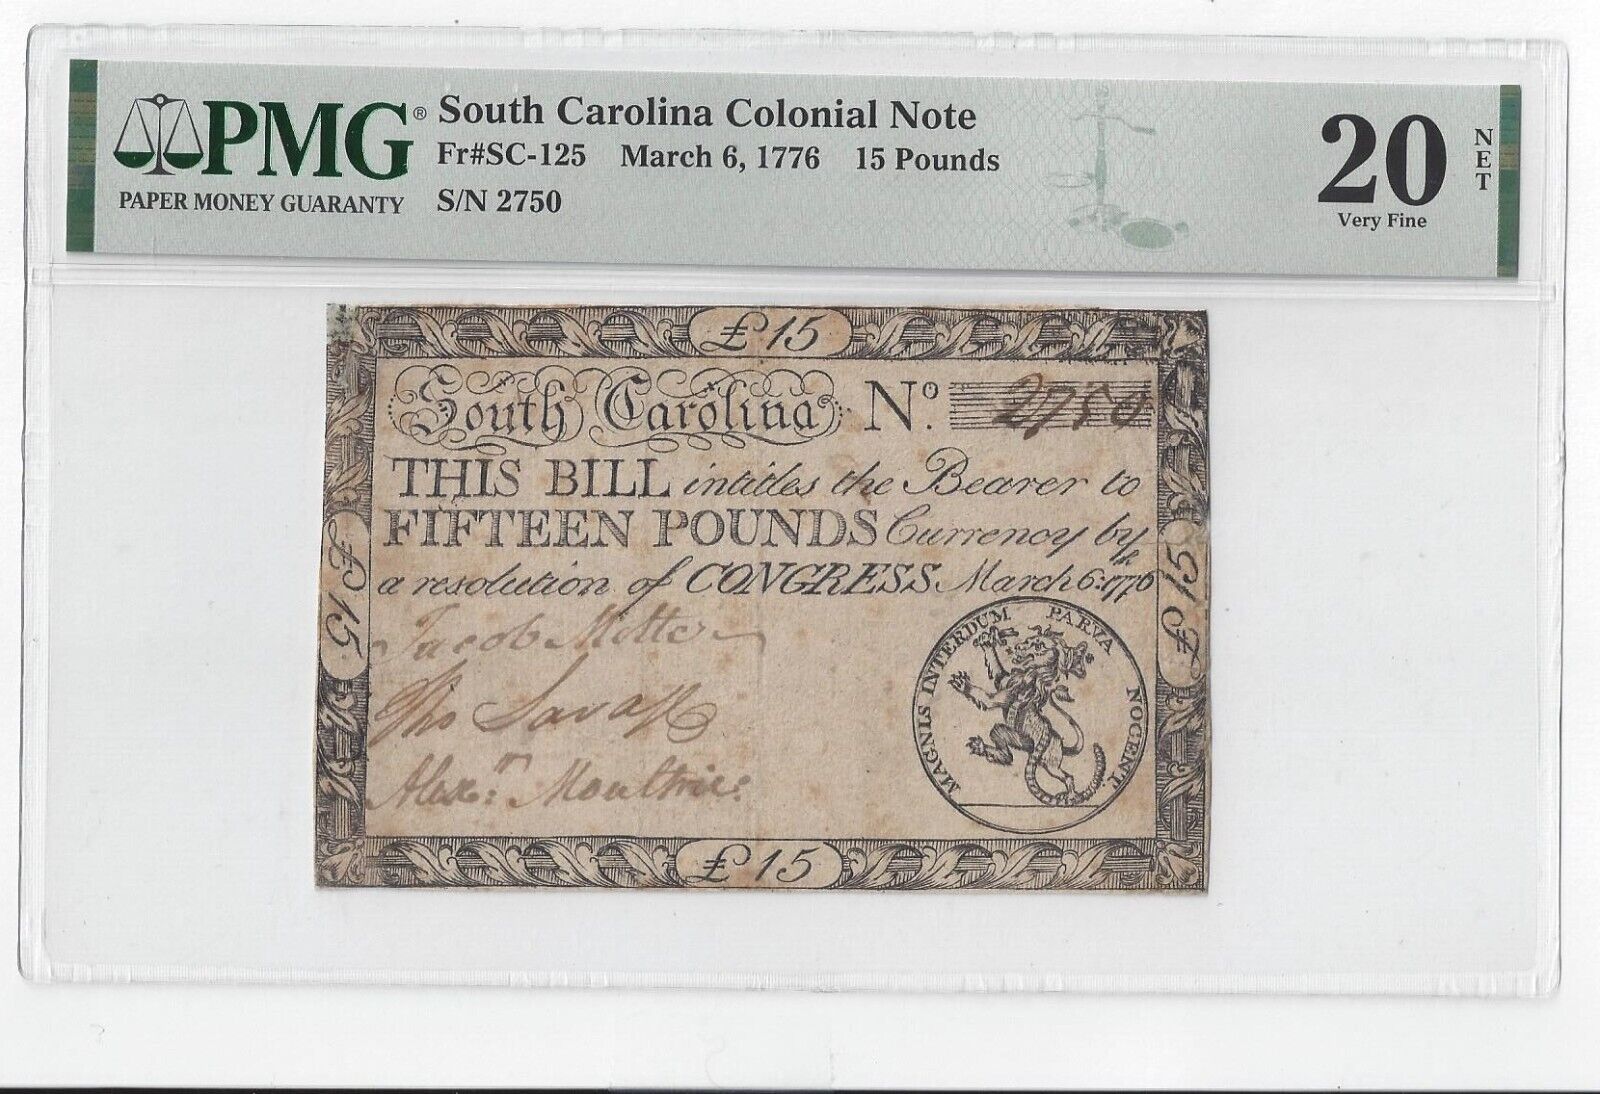 PMG® South Carolina Colonial Note
Fr#SC-125 March 6, 1776 15 Pounds
PAPER MONEY GUARANTY S/N 2750
20 NET
Very Fine
£15
South Carolina No. 2750
THIS BILL intitles the Bearer to
FIFTEEN POUNDS Currency by
a resolution of CONGRESS March 6th: 1776
£15
£15
Jacob Motte
Tho Savage
Alexr: Moultrie:
MAGNIS INTERDUM PARVA NOCENT
£15